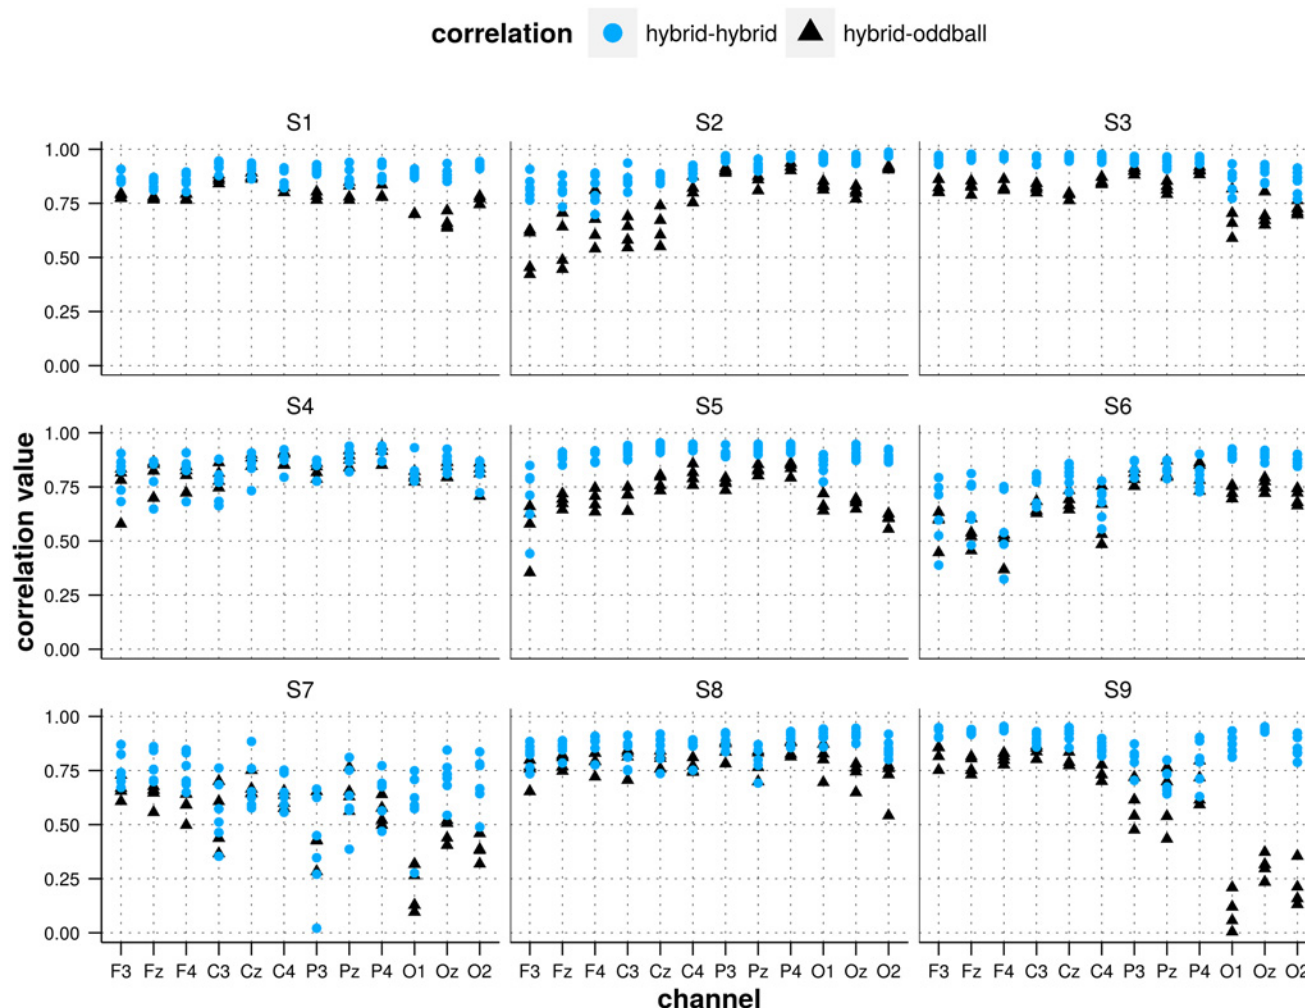 correlation hybrid-hybrid hybrid-oddball
S1 S2 S3
1.00
0.75
0.50
0.25
0.00
S4 S5 S6
1.00
0.75
0.50
0.25
0.00
correlation value
S7 S8 S9
1.00
0.75
0.50
0.25
0.00
F3 Fz F4 C3 Cz C4 P3 Pz P4 O1 Oz O2 F3 Fz F4 C3 Cz C4 P3 Pz P4 O1 Oz O2 F3 Fz F4 C3 Cz C4 P3 Pz P4 O1 Oz O2
channel